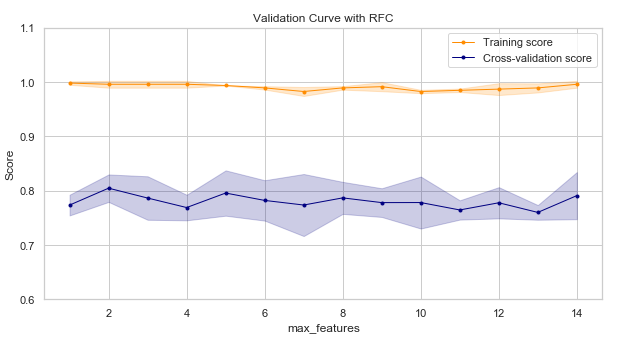 Validation Curve with RFC
1.1
1.0
0.9
0.8
0.7
0.6
Score
Training score
Cross-validation score
2 4 6 8 10 12 14
max_features